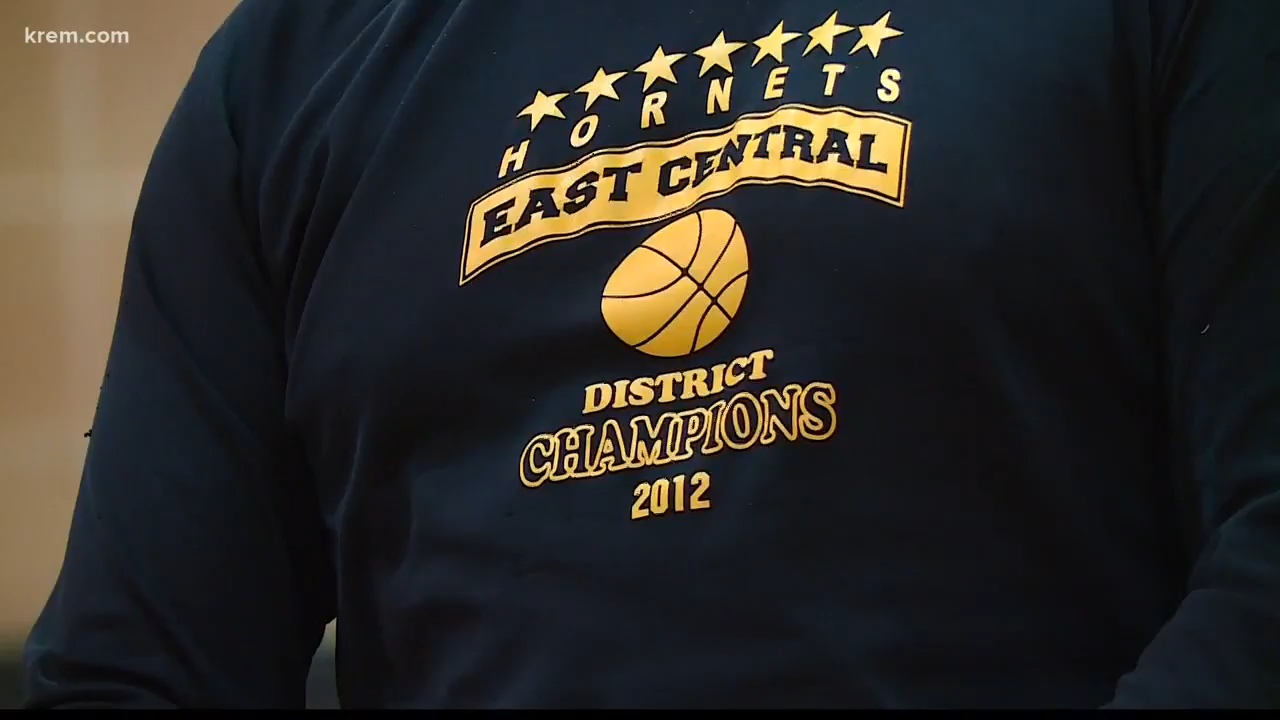 krem.com
HORNETS
EAST CENTRAL
DISTRICT
CHAMPIONS
2012